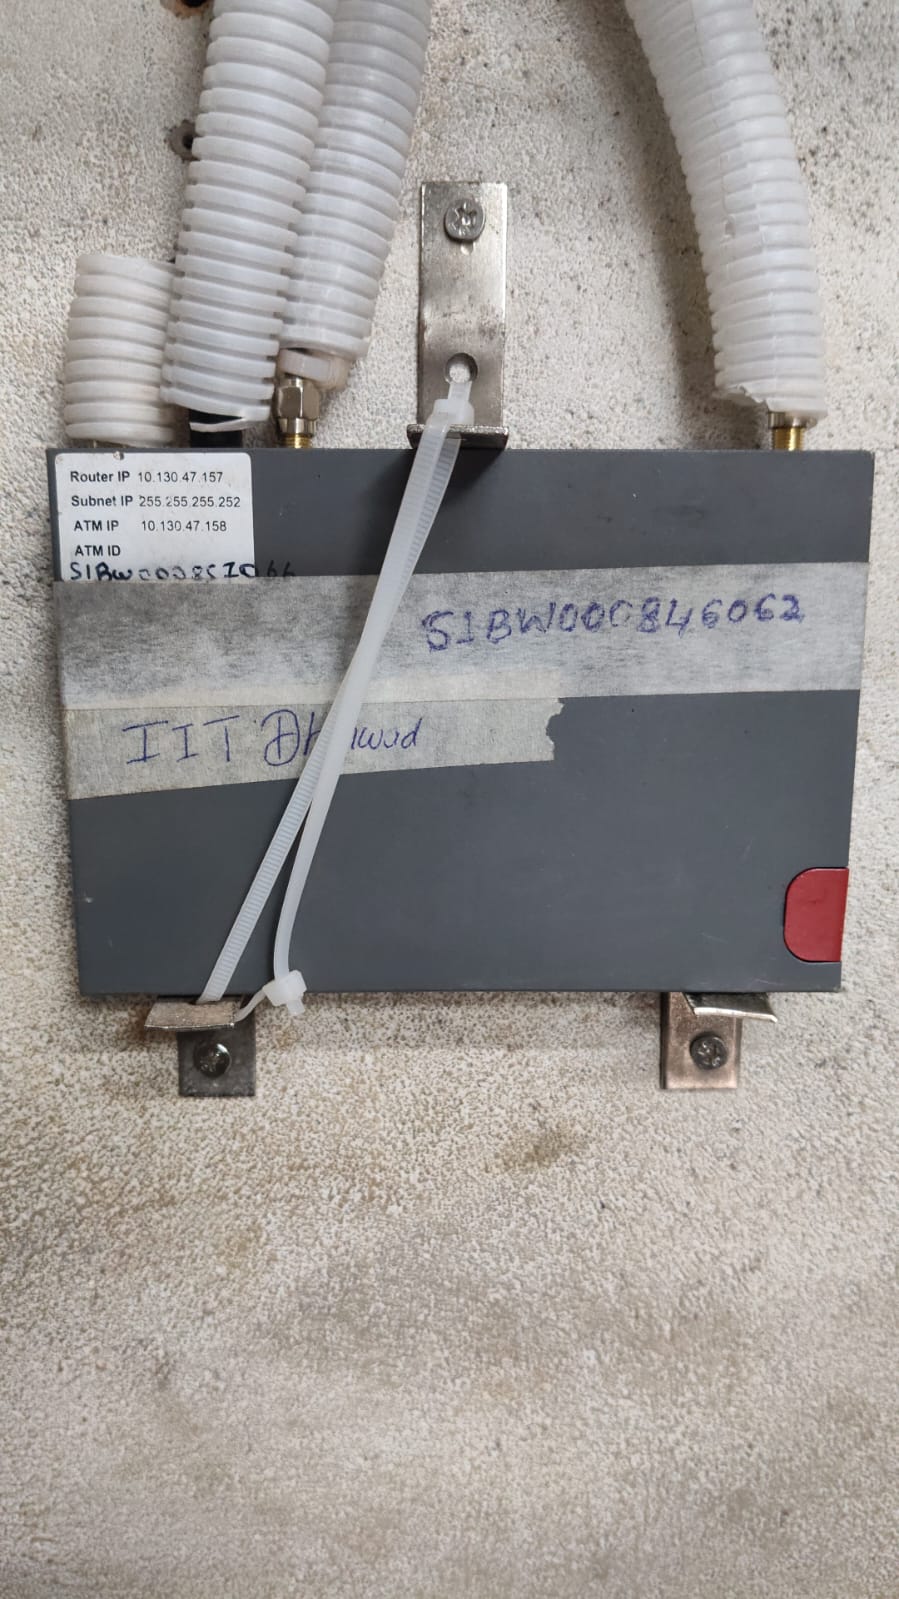 Router IP 10.130.47.157
Subnet IP 255.255.255.252
ATM IP 10.130.47.158
ATM ID
S1BW000846062
IIT